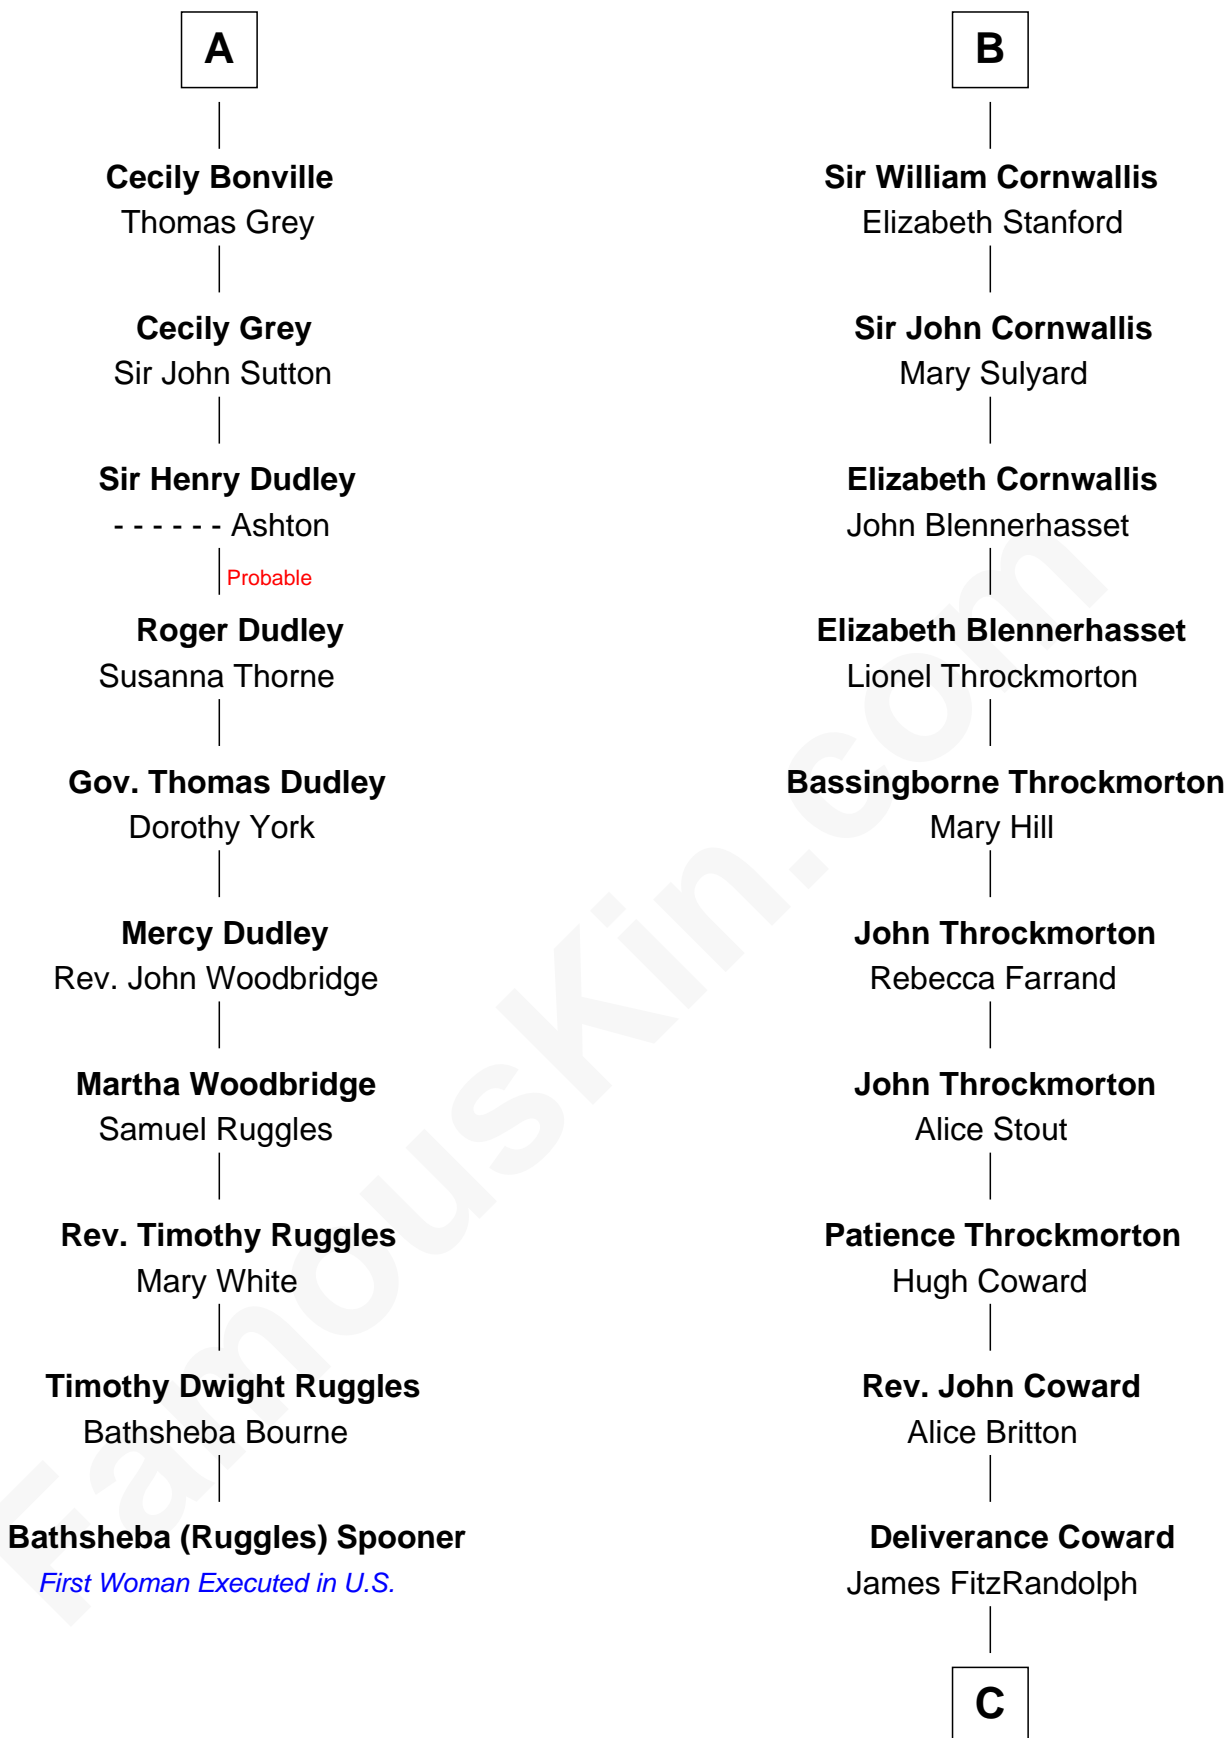 A
Cecily Bonville
Thomas Grey
Cecily Grey
Sir John Sutton
Sir Henry Dudley
- - - - - - Ashton
Probable
Roger Dudley
Susanna Thorne
Gov. Thomas Dudley
Dorothy York
Mercy Dudley
Rev. John Woodbridge
Martha Woodbridge
Samuel Ruggles
Rev. Timothy Ruggles
Mary White
Timothy Dwight Ruggles
Bathsheba Bourne
Bathsheba (Ruggles) Spooner
First Woman Executed in U.S.
B
Sir William Cornwallis
Elizabeth Stanford
Sir John Cornwallis
Mary Sulyard
Elizabeth Cornwallis
John Blennerhasset
Elizabeth Blennerhasset
Lionel Throckmorton
Bassingborne Throckmorton
Mary Hill
John Throckmorton
Rebecca Farrand
John Throckmorton
Alice Stout
Patience Throckmorton
Hugh Coward
Rev. John Coward
Alice Britton
Deliverance Coward
James FitzRandolph
C
FamousKin.com